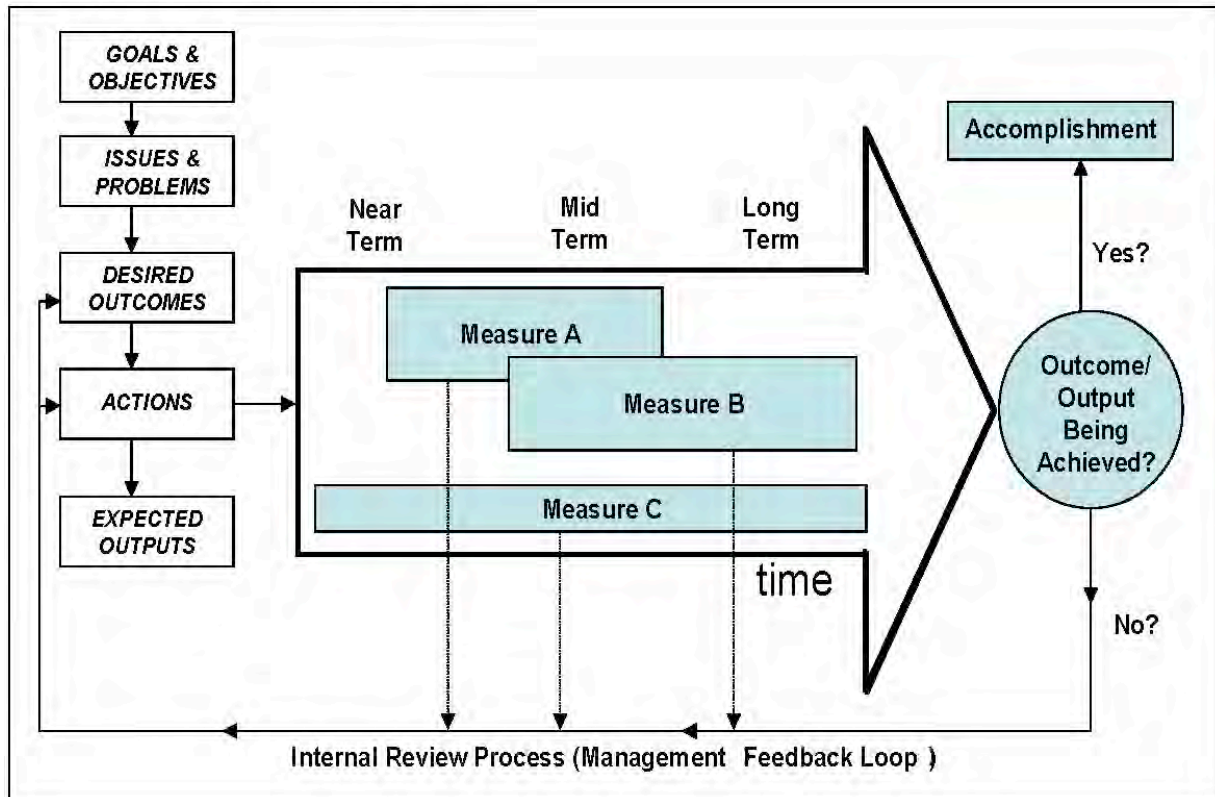 GOALS &
OBJECTIVES
ISSUES &
PROBLEMS
DESIRED
OUTCOMES
ACTIONS
EXPECTED
OUTPUTS
Near
Term
Mid
Term
Long
Term
Measure A
Measure B
Measure C
time
Accomplishment
Yes?
Outcome/
Output
Being
Achieved?
No?
Internal Review Process (Management Feedback Loop )